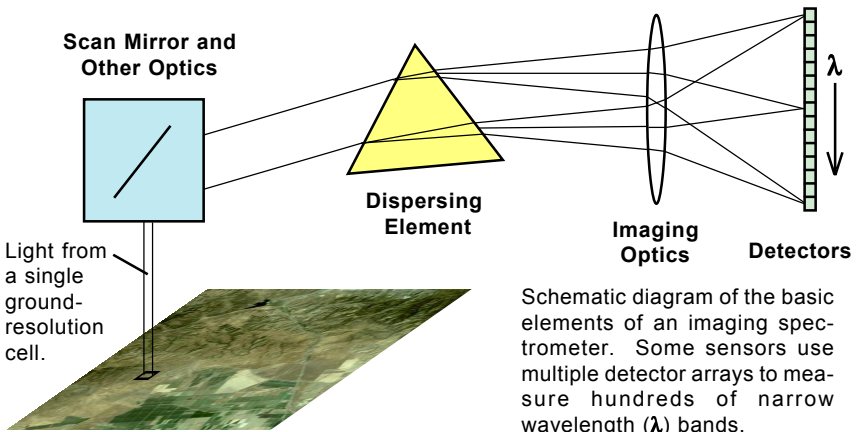 Scan Mirror and
Other Optics
λ
Dispersing
Element
Imaging
Optics
Detectors
Light from
a single
ground-
resolution
cell.
Schematic diagram of the basic
elements of an imaging spec-
trometer. Some sensors use
multiple detector arrays to mea-
sure hundreds of narrow
wavelength (λ) bands.